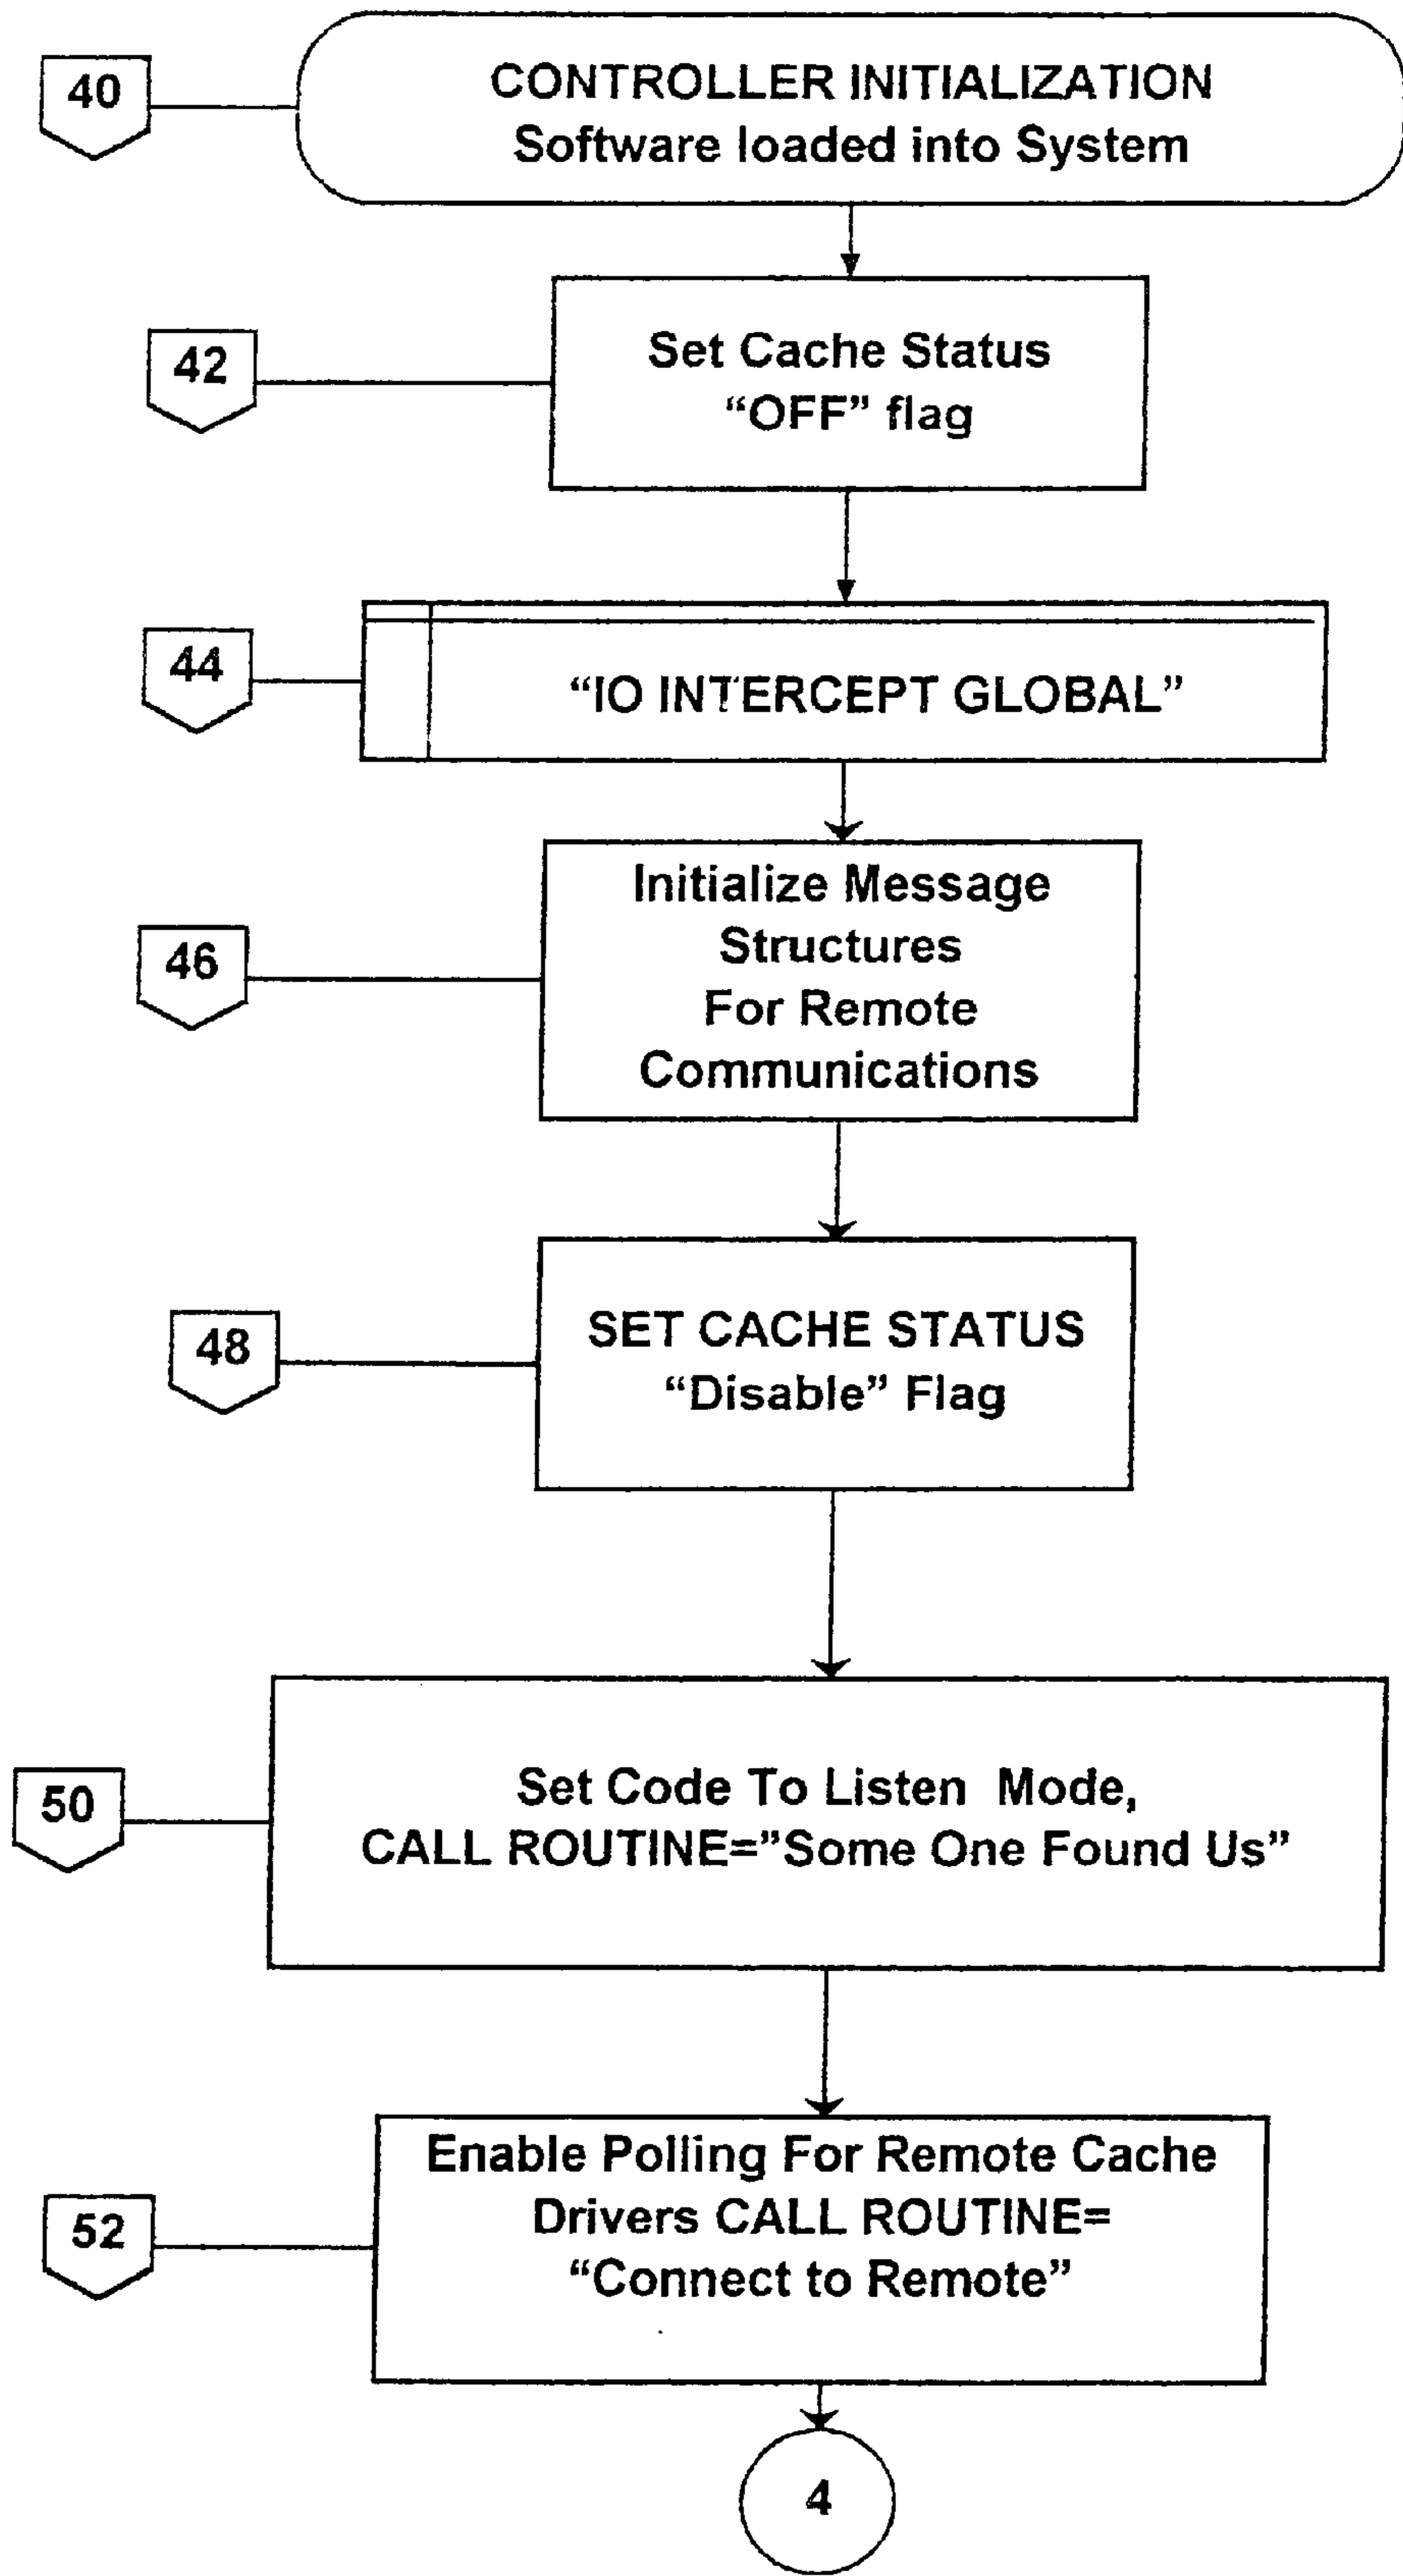 40
CONTROLLER INITIALIZATION
Software loaded into System
42
Set Cache Status
“OFF” flag
44
“IO INTERCEPT GLOBAL”
46
Initialize Message
Structures
For Remote
Communications
48
SET CACHE STATUS
“Disable” Flag
50
Set Code To Listen Mode,
CALL ROUTINE=”Some One Found Us”
52
Enable Polling For Remote Cache
Drivers CALL ROUTINE=
“Connect to Remote”
4